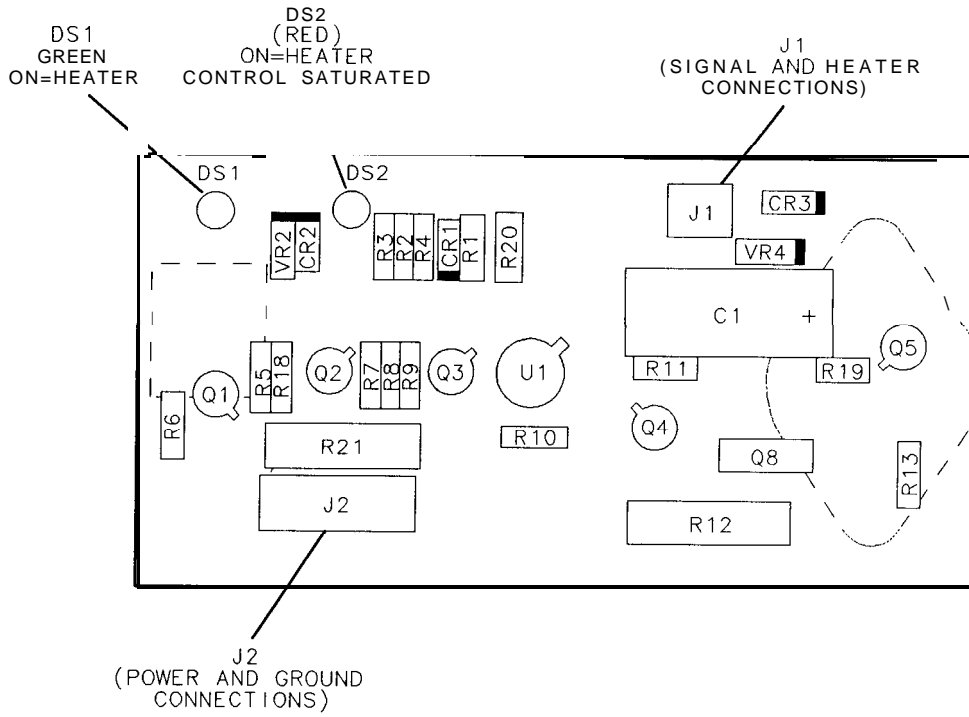 DS1
GREEN
ON=HEATER
DS2
(RED)
ON=HEATER
CONTROL SATURATED
J1
(SIGNAL AND HEATER
CONNECTIONS)
DS1
DS2
J1
CR3
VR2
CR2
R3
R2
R4
CR1
R1
R20
VR4
C1 +
Q1
R5
R18
Q2
R7
R8
R9
Q3
U1
R11
R19
Q5
R6
R21
R10
Q4
Q8
R13
J2
R12
J2
(POWER AND GROUND
CONNECTIONS)